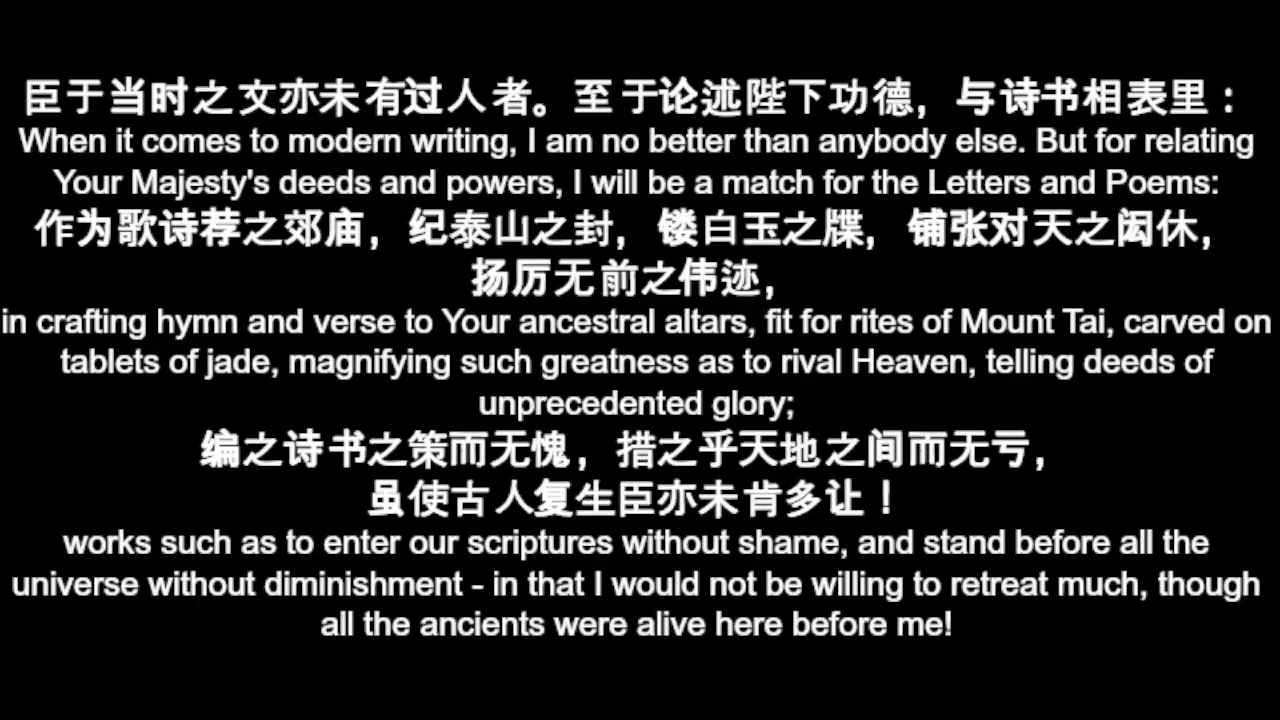 臣于当时之文亦未有过人者。至于论述陛下功德，与诗书相表里：
When it comes to modern writing, I am no better than anybody else. But for relating
Your Majesty's deeds and powers, I will be a match for the Letters and Poems:
作为歌诗荐之郊庙，纪泰山之封，镂白玉之牒，铺张对天之闳休，
扬厉无前之伟迹，
in crafting hymn and verse to Your ancestral altars, fit for rites of Mount Tai, carved on
tablets of jade, magnifying such greatness as to rival Heaven, telling deeds of
unprecedented glory;
编之诗书之策而无愧，措之乎天地之间而无亏，
虽使古人复生臣亦未肯多让！
works such as to enter our scriptures without shame, and stand before all the
universe without diminishment - in that I would not be willing to retreat much, though
all the ancients were alive here before me!